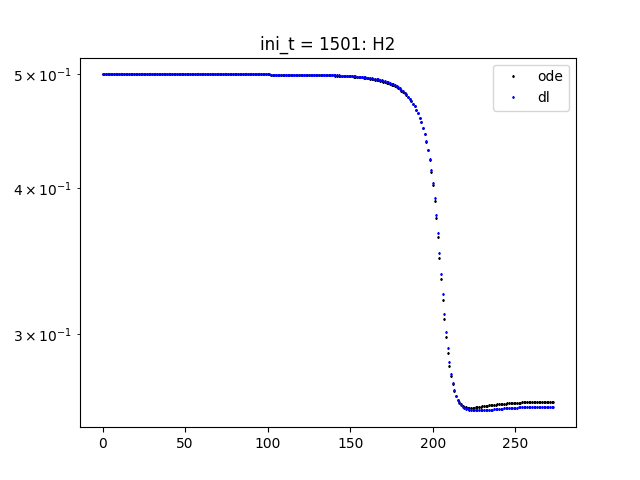 ini_t = 1501: H2
5 × 10⁻¹
4 × 10⁻¹
3 × 10⁻¹
ode
dl
0 50 100 150 200 250